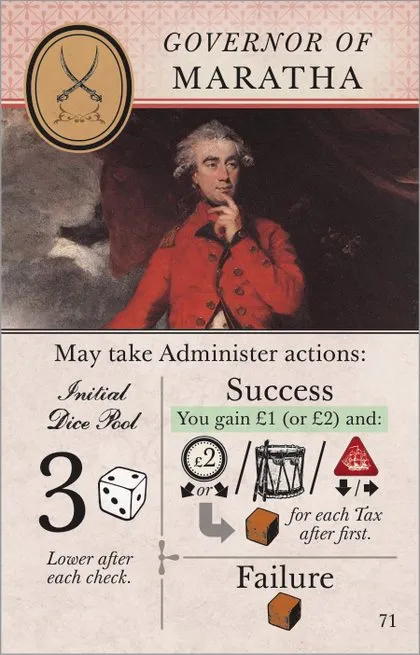 GOVERNOR OF
MARATHA
May take Administer actions:
Initial
Dice Pool
3
Lower after
each check.
Success
You gain £1 (or £2) and:
£2
or
/ / /
for each Tax
after first.
Failure
71